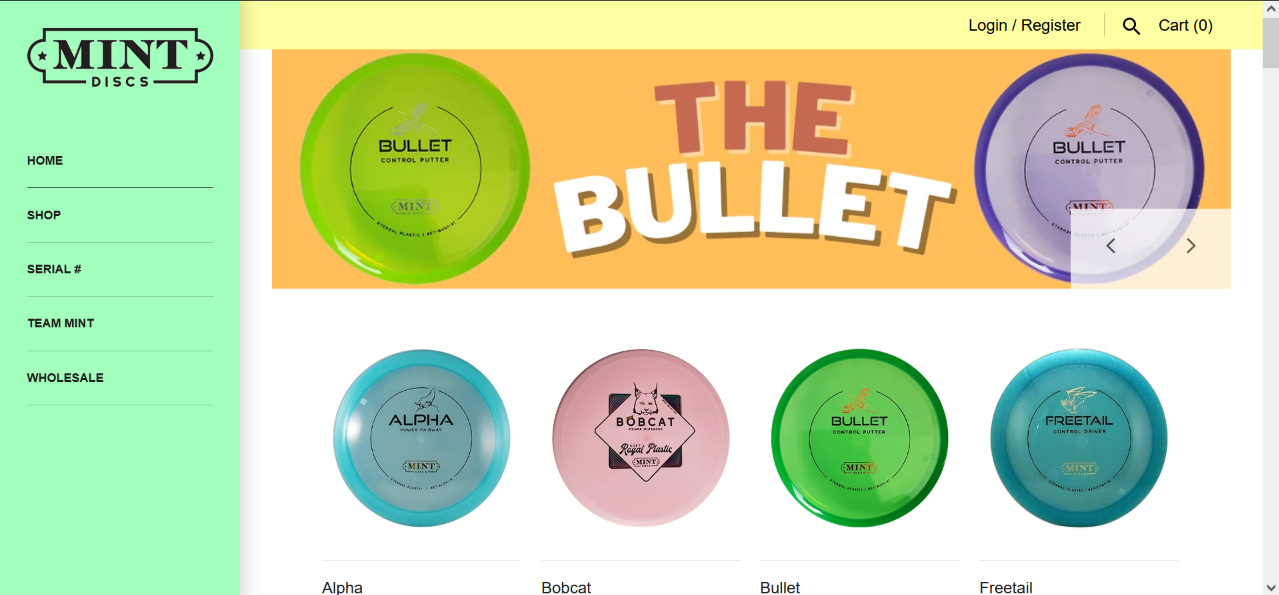 MINT
DISCS
HOME
SHOP
SERIAL #
TEAM MINT
WHOLESALE
Login / Register
Cart (0)
BULLET
CONTROL PUTTER
MINT
THE
BULLET
BULLET
CONTROL PUTTER
MINT
ALPHA
POWER FAIRWAY
MINT
BOBCAT
Royal Plastic
MINT
BULLET
CONTROL PUTTER
MINT
FREETAIL
CONTROL DRIVER
MINT
Alpha
Bobcat
Bullet
Freetail